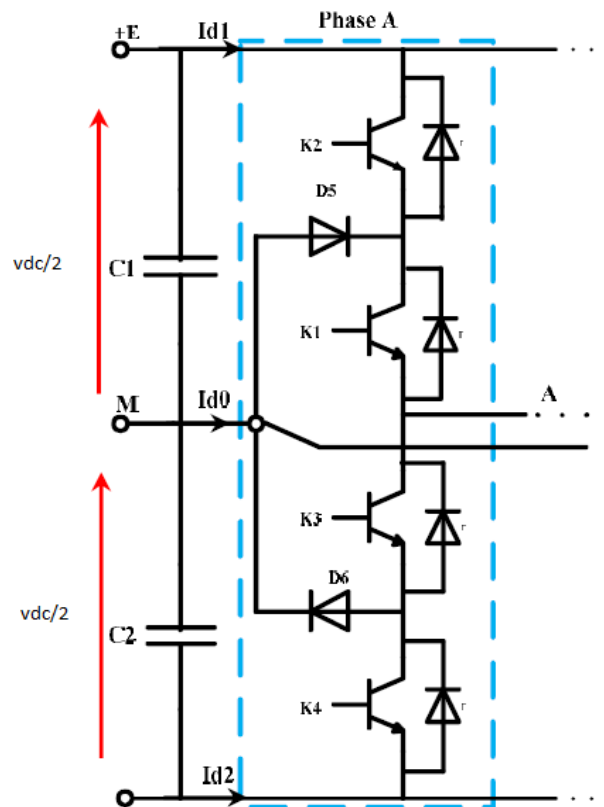 Phase A
+E
Id1
K2
r
D5
vdc/2
C1
K1
r
M
Id0
A
K3
r
D6
vdc/2
C2
K4
r
Id2